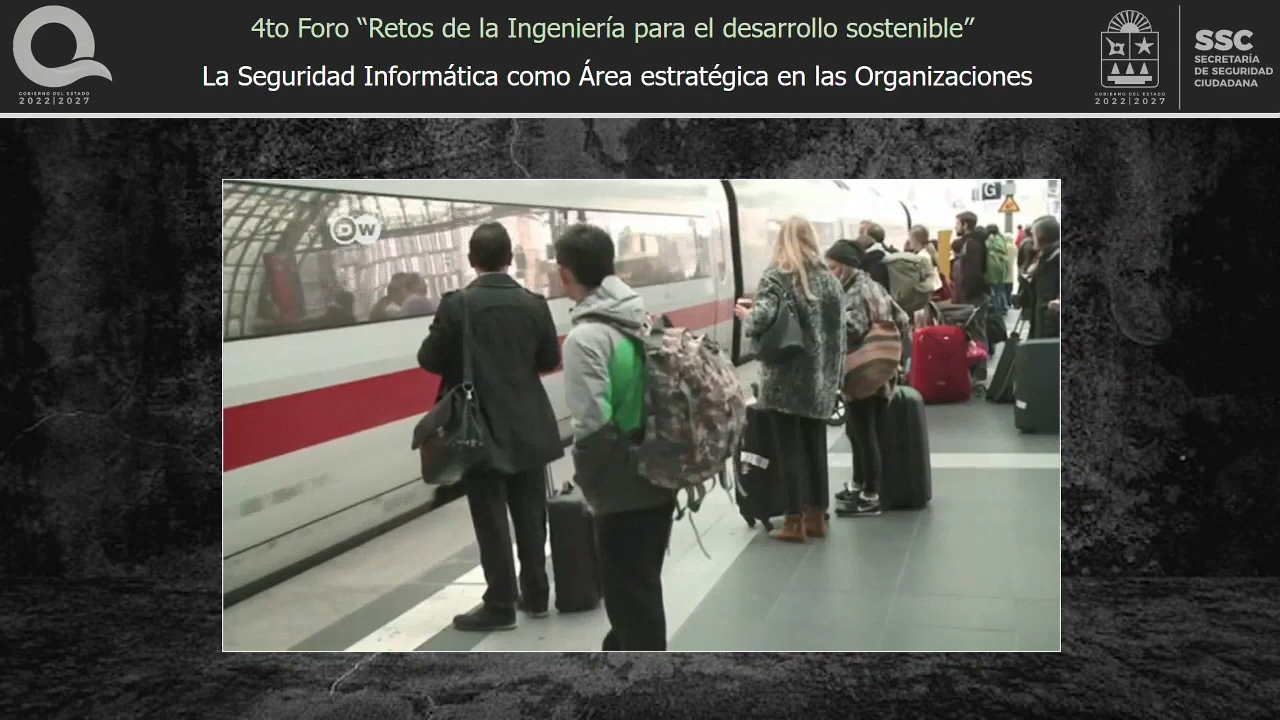 4to Foro “Retos de la Ingeniería para el desarrollo sostenible”
La Seguridad Informática como Área estratégica en las Organizaciones
GOBIERNO DEL ESTADO
2022|2027
GOBIERNO DEL ESTADO
2022|2027
SSC
SECRETARÍA
DE SEGURIDAD
CIUDADANA
DW
G